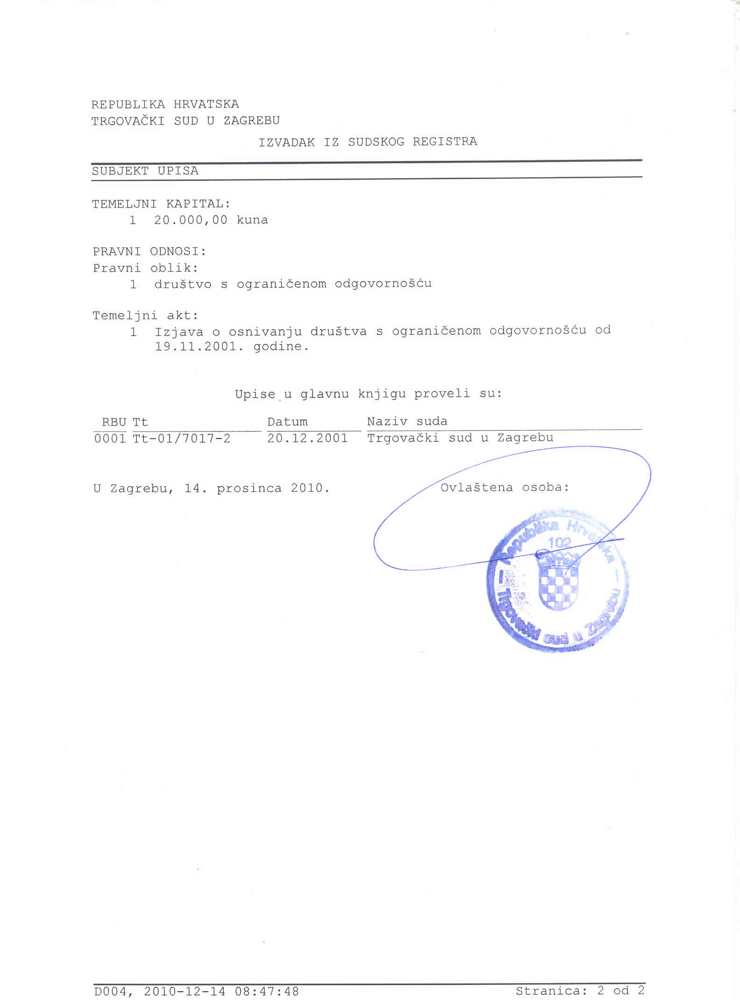 REPUBLIKA HRVATSKA
TRGOVAČKI SUD U ZAGREBU
IZVADAK IZ SUDSKOG REGISTRA
SUBJEKT UPISA
TEMELJNI KAPITAL:
1 20.000,00 kuna
PRAVNI ODNOSI:
Pravni oblik:
1 društvo s ograničenom odgovornošću
Temeljni akt:
1 Izjava o osnivanju društva s ograničenom odgovornošću od
19.11.2001. godine.
Upise u glavnu knjigu proveli su:
RBU Tt Datum Naziv suda
0001 Tt-01/7017-2 20.12.2001 Trgovački sud u Zagrebu
U Zagrebu, 14. prosinca 2010. Ovlaštena osoba:
Republika Hrvatska
102
Trgovački sud u Zagrebu
D004, 2010-12-14 08:47:48 Stranica: 2 od 2